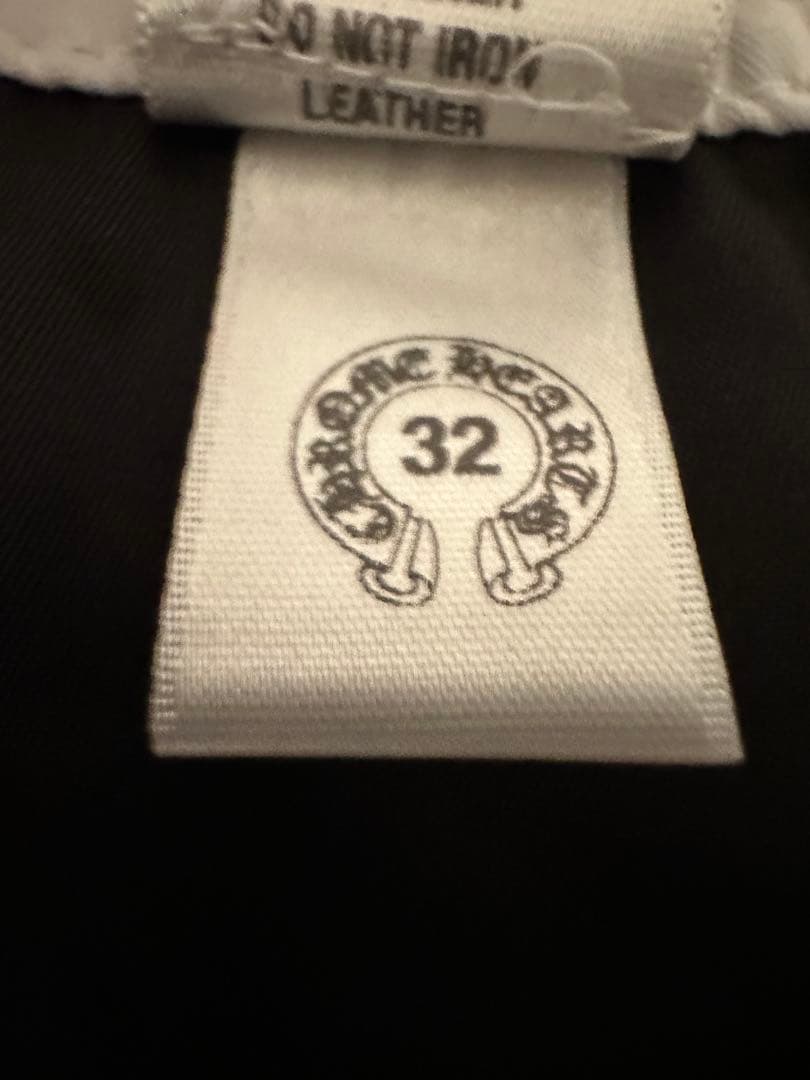 DO NOT IRON
LEATHER
CHROME HEARTS
32